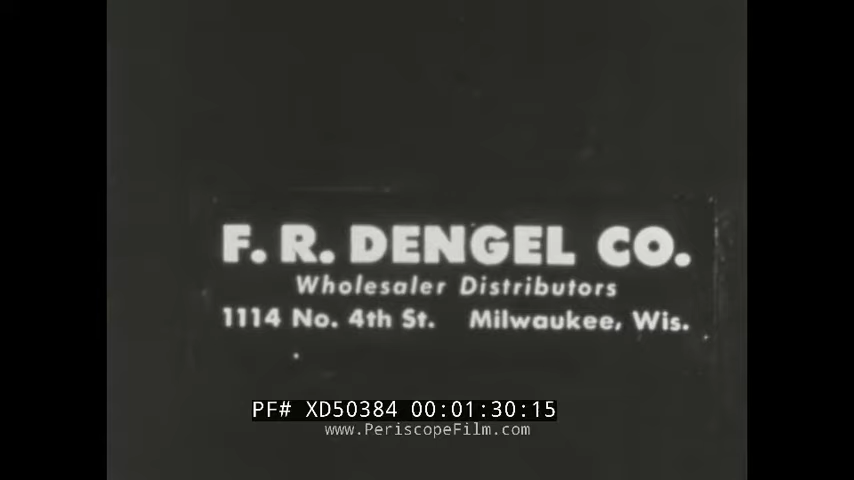 F. R. DENGEL CO.
Wholesaler Distributors
1114 No. 4th St. Milwaukee, Wis.
PF# XD50384 00:01:30:15
www.PeriscopeFilm.com